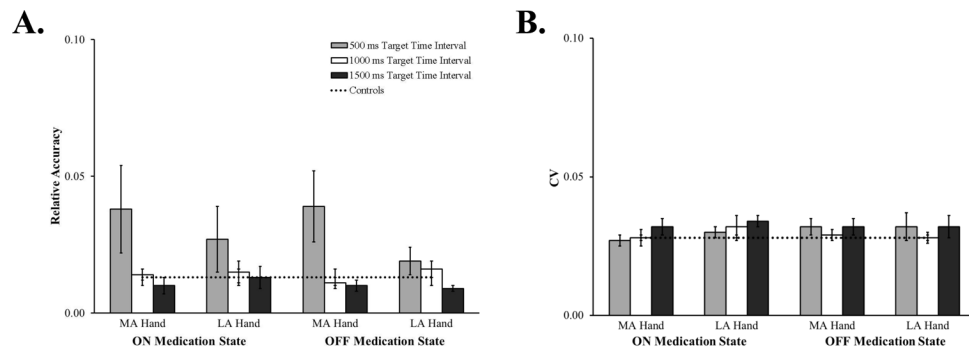 A.
0.10
0.05
0.00
Relative Accuracy
500 ms Target Time Interval
1000 ms Target Time Interval
1500 ms Target Time Interval
Controls
MA Hand LA Hand MA Hand LA Hand
ON Medication State OFF Medication State
B.
0.10
0.05
0.00
CV
MA Hand LA Hand MA Hand LA Hand
ON Medication State OFF Medication State